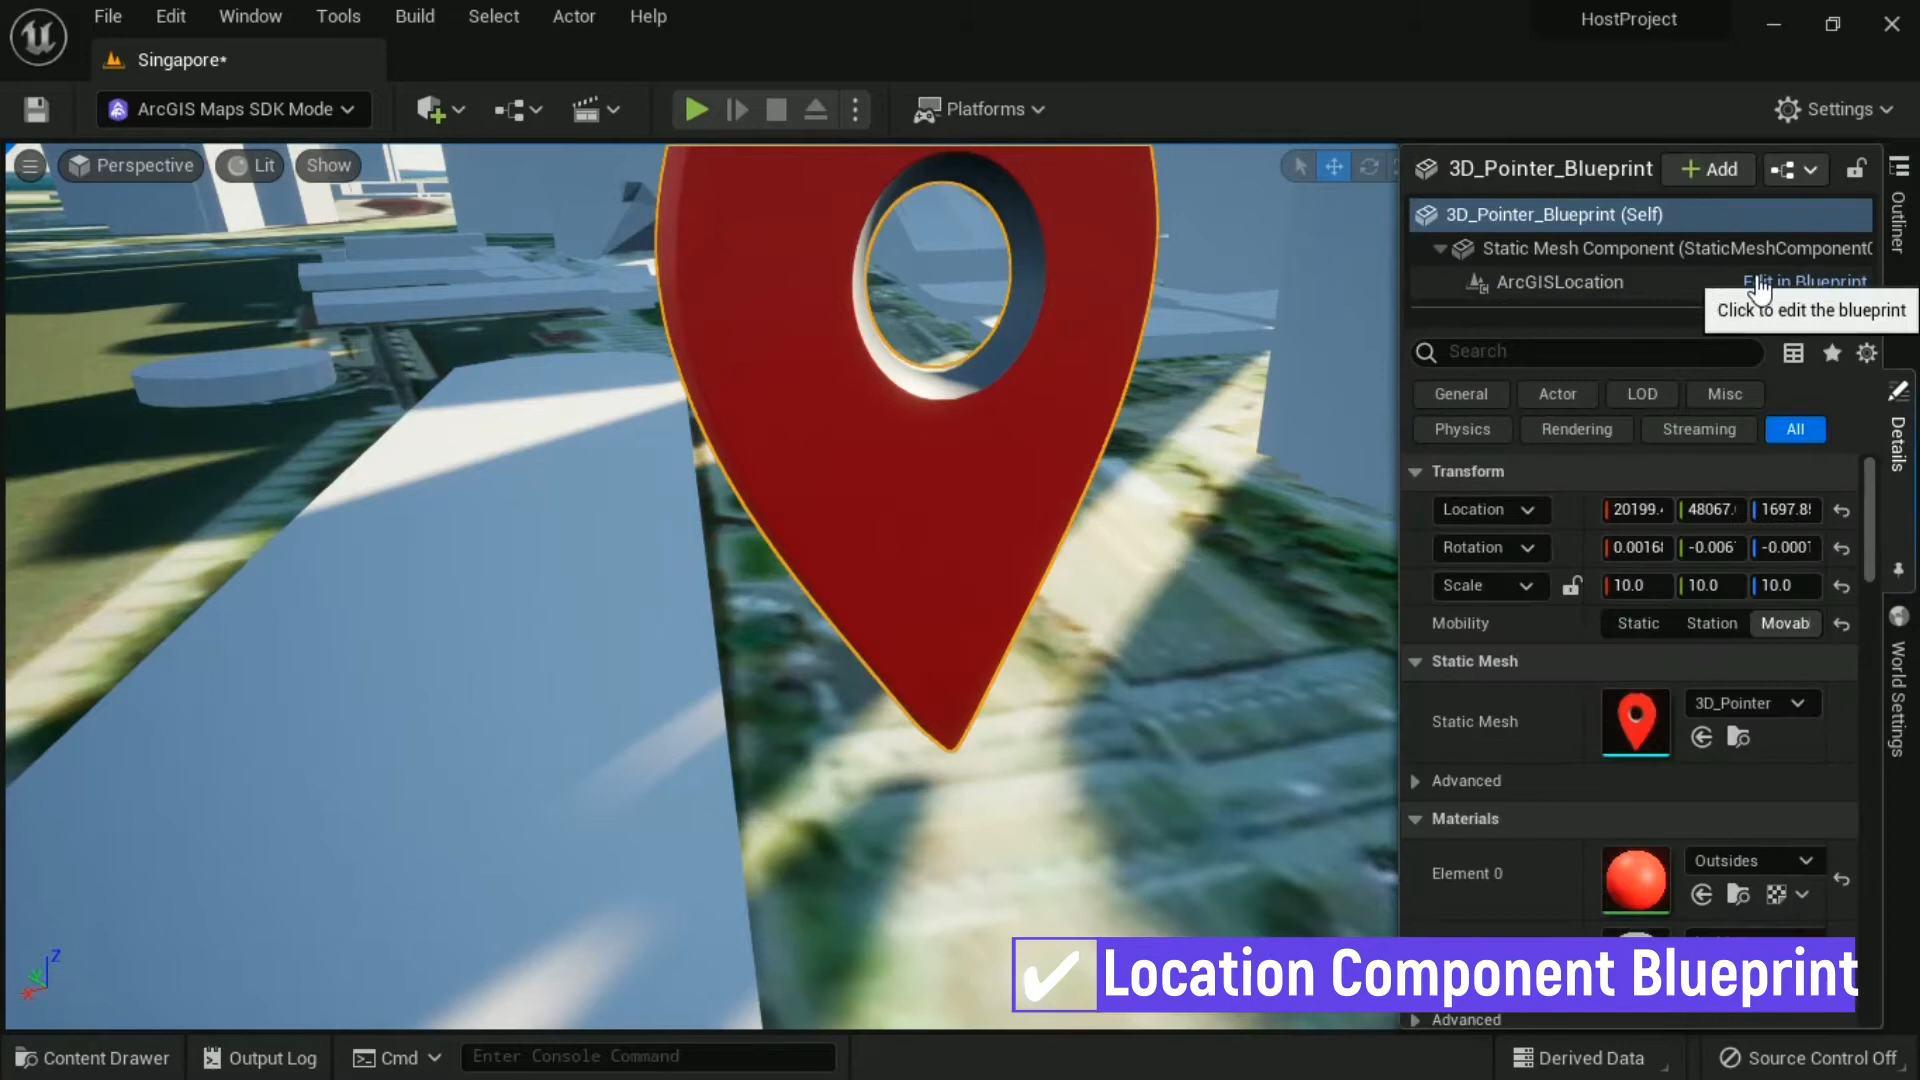 File Edit Window Tools Build Select Actor Help
HostProject
Singapore*
ArcGIS Maps SDK Mode
Platforms
Settings
Perspective
Lit
Show
3D_Pointer_Blueprint
Add
3D_Pointer_Blueprint (Self)
Static Mesh Component (StaticMeshComponent0
ArcGISLocation
Edit in Blueprint
Click to edit the blueprint
Outliner
Search
General
Actor
LOD
Misc
Physics
Rendering
Streaming
All
Details
Transform
Location
20199.
48067.
1697.8
Rotation
0.0016
-0.006
-0.000
Scale
10.0
10.0
10.0
Mobility
Static
Station
Movab
World Settings
Static Mesh
Static Mesh
3D_Pointer
Advanced
Materials
Element 0
Outsides
Location Component Blueprint
Advanced
Content Drawer
Output Log
Cmd
Enter Console Command
Derived Data
Source Control Off